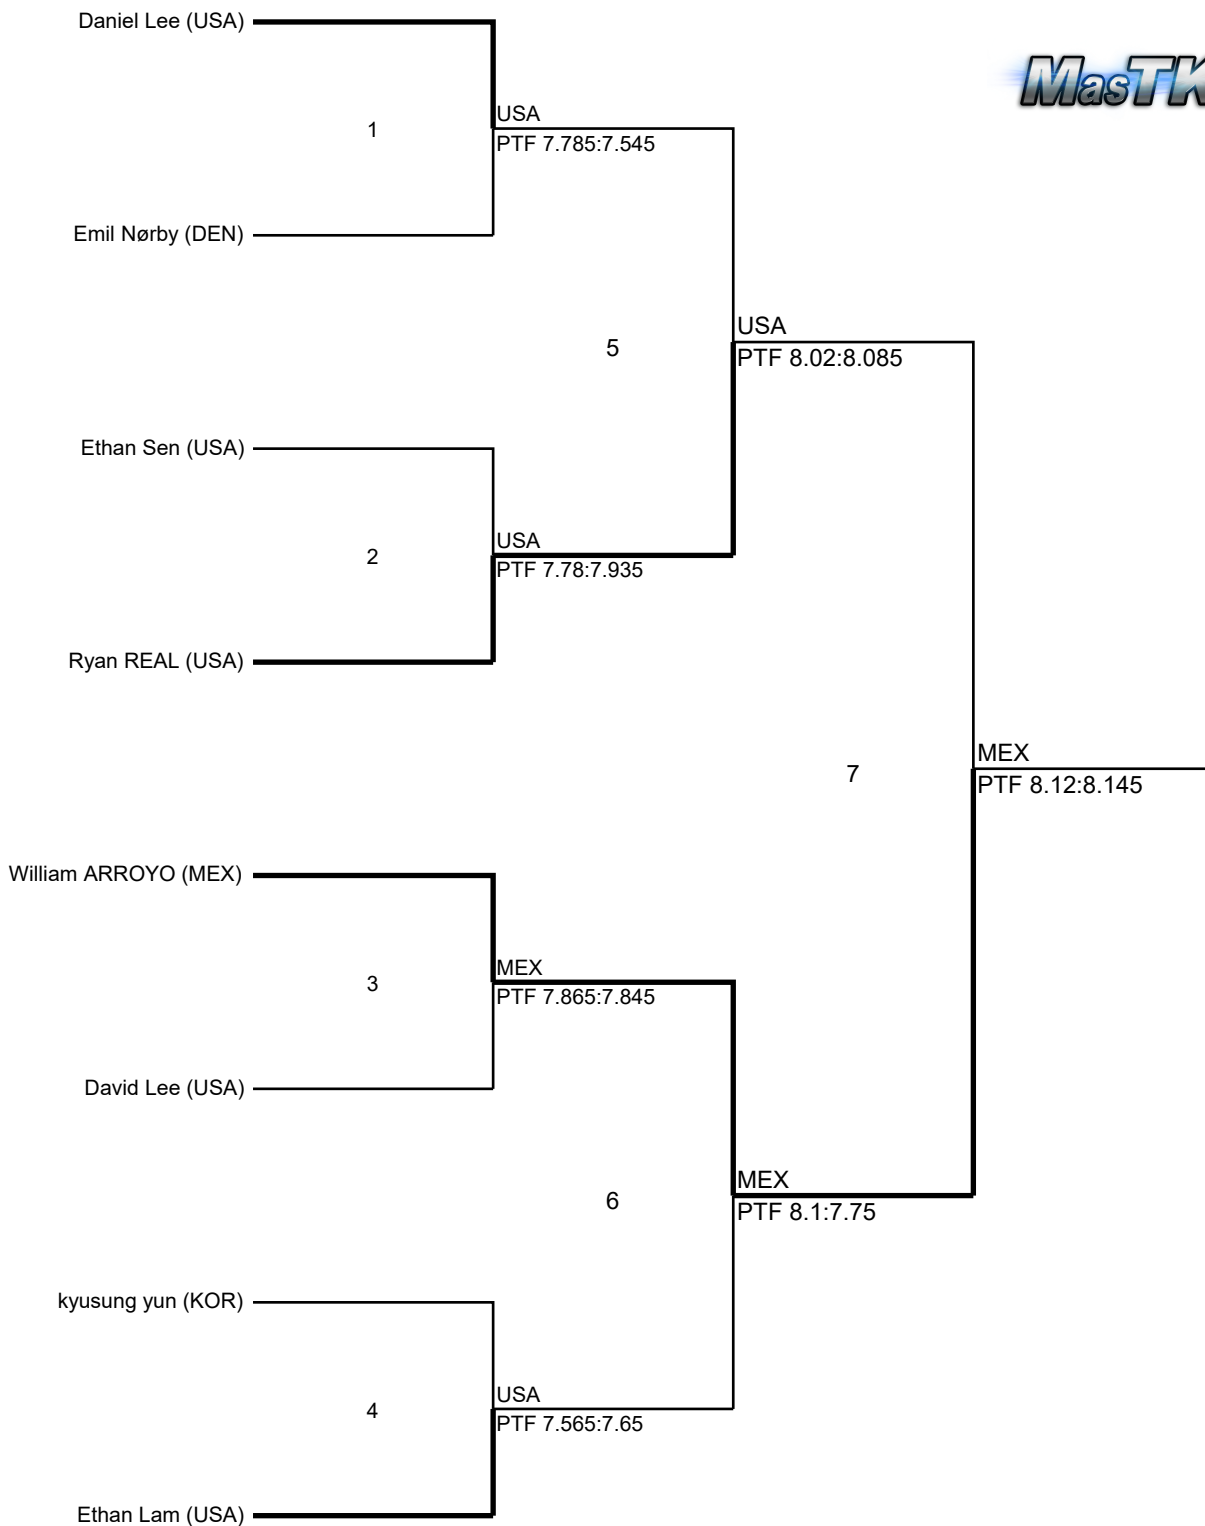 Daniel Lee (USA)
MasTK
1
USA
PTF 7.785:7.545
Emil Nørby (DEN)
5
USA
PTF 8.02:8.085
Ethan Sen (USA)
2
USA
PTF 7.78:7.935
Ryan REAL (USA)
7
MEX
PTF 8.12:8.145
William ARROYO (MEX)
3
MEX
PTF 7.865:7.845
David Lee (USA)
6
MEX
PTF 8.1:7.75
kyusung yun (KOR)
4
USA
PTF 7.565:7.65
Ethan Lam (USA)